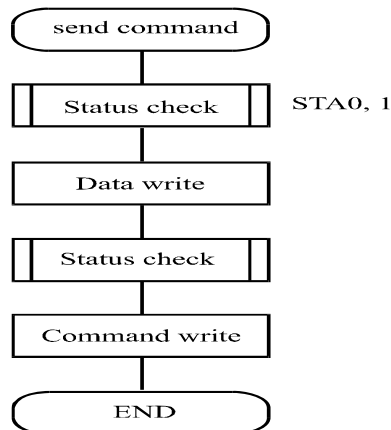 send command
Status check
STA0, 1
Data write
Status check
Command write
END